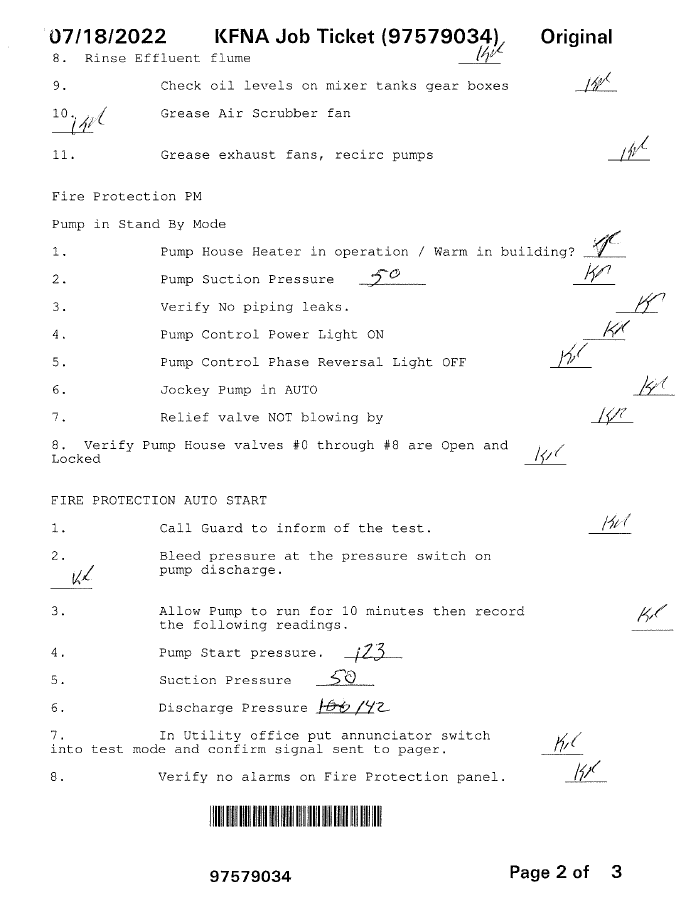 07/18/2022 KFNA Job Ticket (97579034) Original
8. Rinse Effluent flume
9. Check oil levels on mixer tanks gear boxes
10. Grease Air Scrubber fan
11. Grease exhaust fans, recirc pumps
Fire Protection PM
Pump in Stand By Mode
1. Pump House Heater in operation / Warm in building?
2. Pump Suction Pressure 50
3. Verify No piping leaks.
4. Pump Control Power Light ON
5. Pump Control Phase Reversal Light OFF
6. Jockey Pump in AUTO
7. Relief valve NOT blowing by
8. Verify Pump House valves #0 through #8 are Open and
Locked
FIRE PROTECTION AUTO START
1. Call Guard to inform of the test.
2. Bleed pressure at the pressure switch on
pump discharge.
3. Allow Pump to run for 10 minutes then record
the following readings.
4. Pump Start pressure. 123
5. Suction Pressure 50
6. Discharge Pressure 142
7. In Utility office put annunciator switch
into test mode and confirm signal sent to pager.
8. Verify no alarms on Fire Protection panel.
97579034
Page 2 of 3